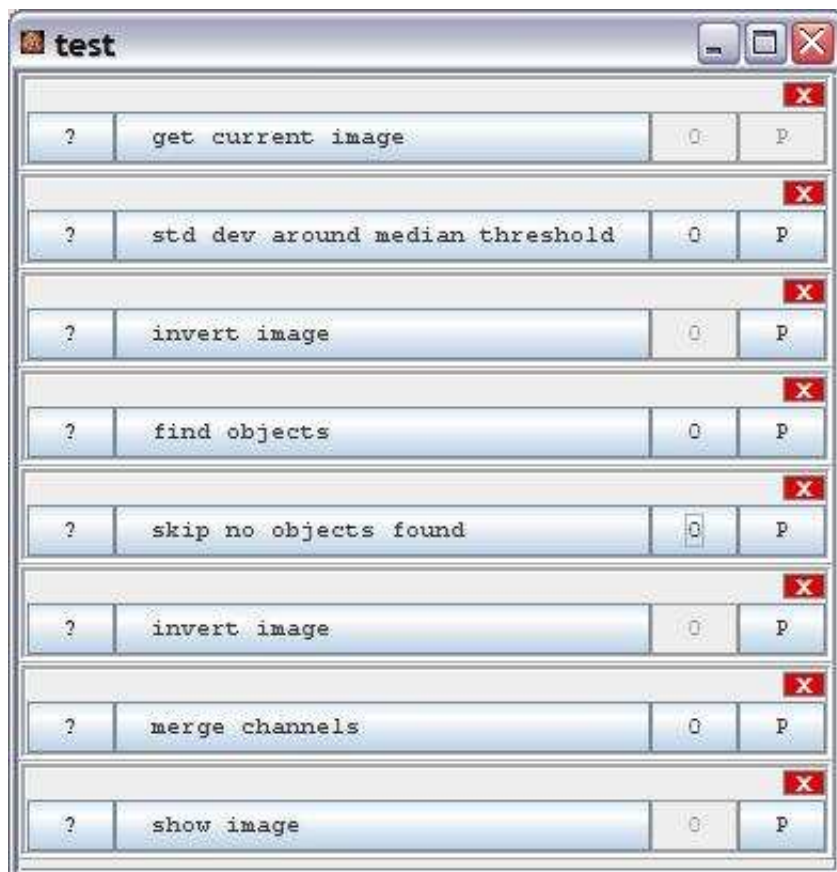 test
X
? get current image O P
X
? std dev around median threshold O P
X
? invert image O P
X
? find objects O P
X
? skip no objects found O P
X
? invert image O P
X
? merge channels O P
X
? show image O P